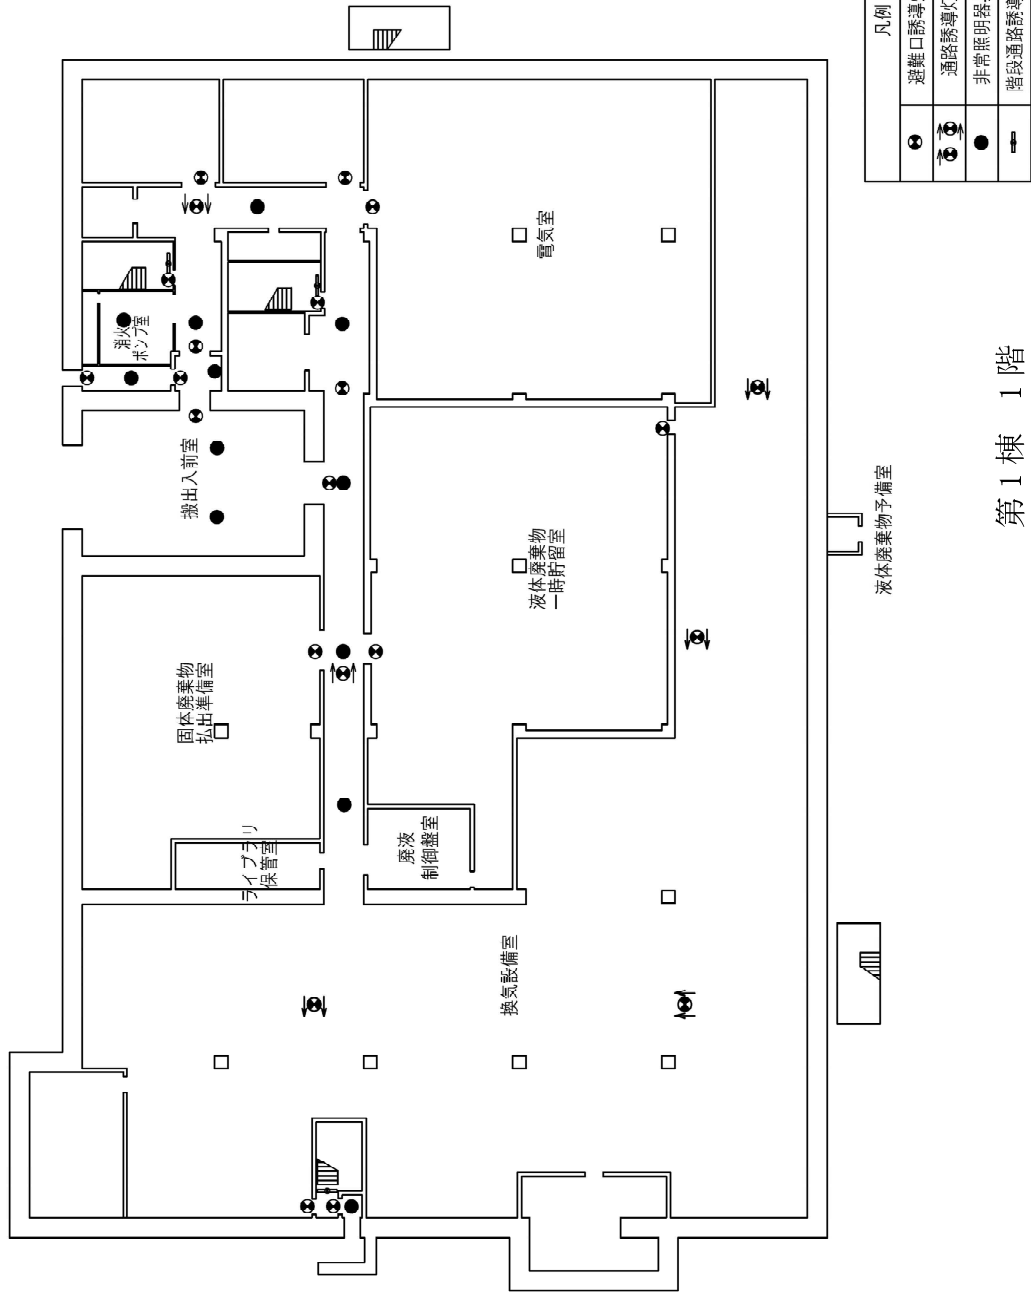 凡例
避難口誘導
通路誘導灯
非常照明器
階段通路誘導
電気室
消火
ポンプ室
搬出入前室
液体廃棄物
一時貯留室
液体廃棄物予備室
固体廃棄物
払出準備室
ライブラリ
保管室
廃液
制御盤室
換気設備室
第1棟 1階